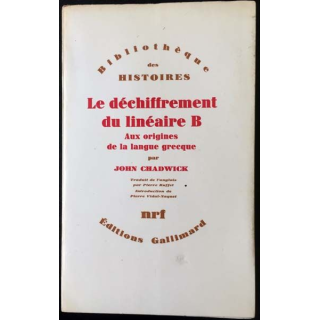 Bibliothèque
des
HISTOIRES
Le déchiffrement
du linéaire B
Aux origines
de la langue grecque
par
JOHN CHADWICK
Traduit de l'anglais
par Pierre Ruffel
Introduction de
Pierre Vidal-Naquet
nrf
Éditions Gallimard